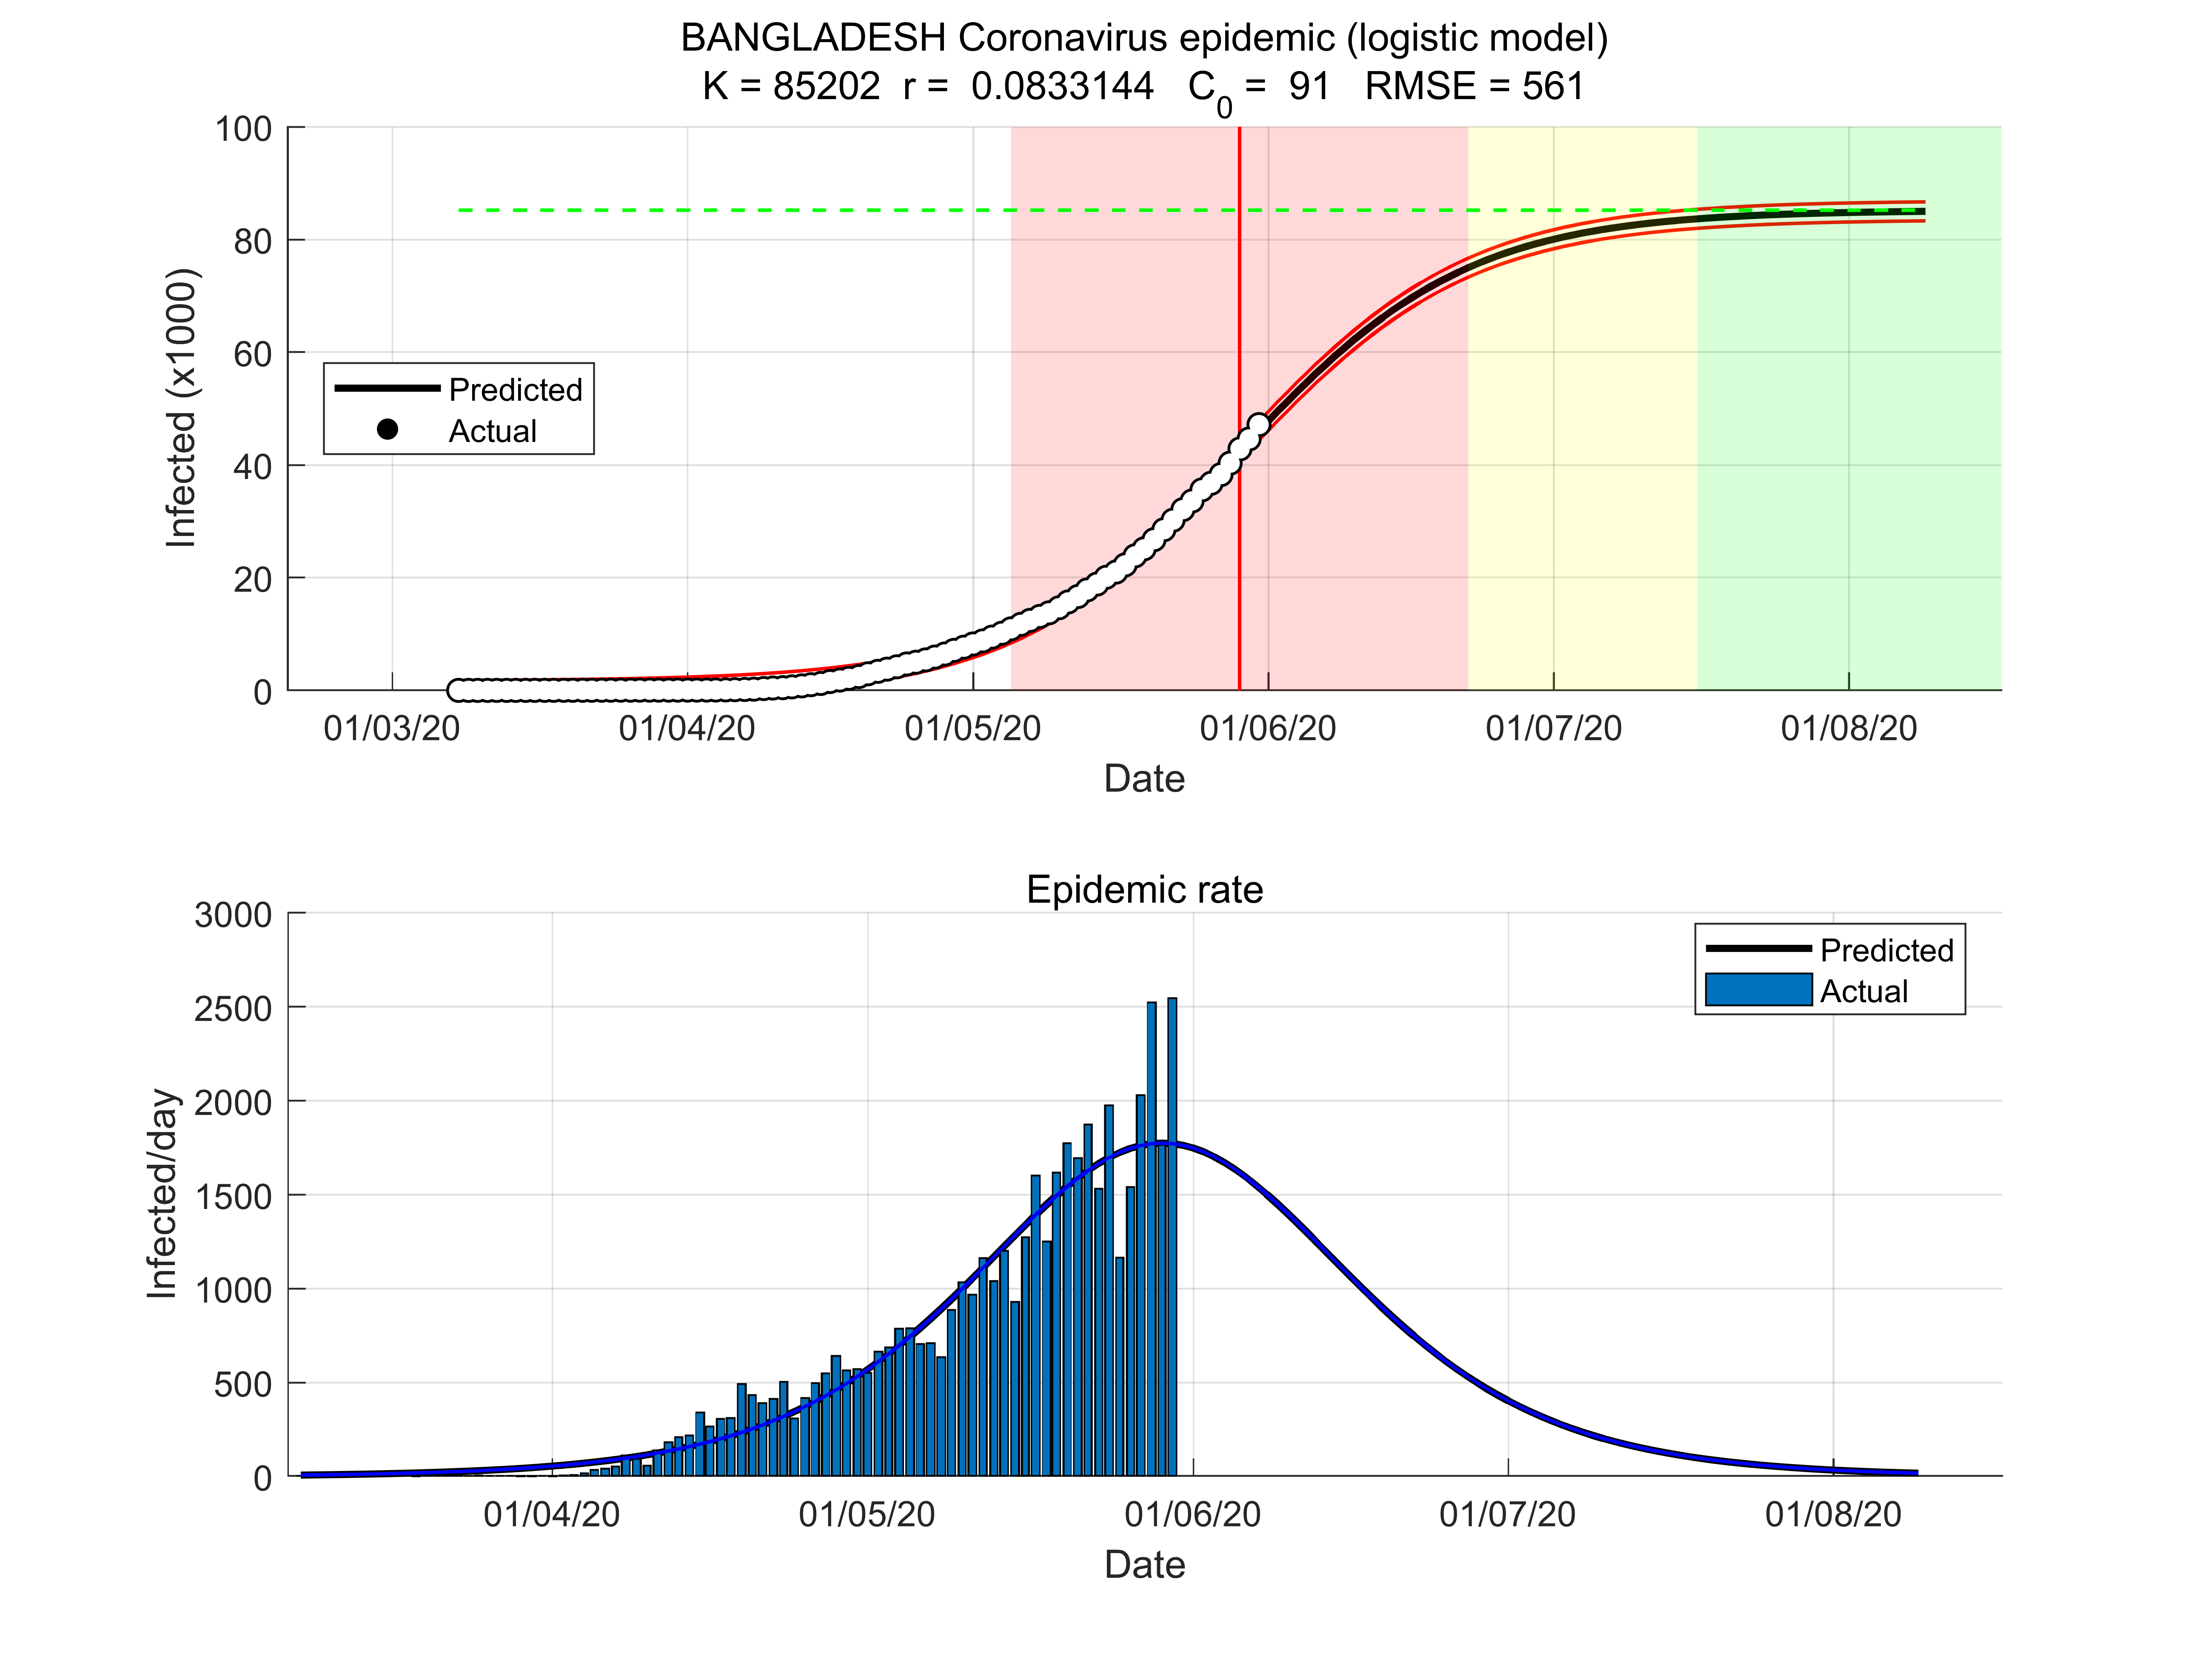 BANGLADESH Coronavirus epidemic (logistic model)
K = 85202 r = 0.0833144 C0 = 91 RMSE = 561
100
80
60
40
20
0
Infected (x1000)
Predicted
Actual
01/03/20 01/04/20 01/05/20 01/06/20 01/07/20 01/08/20
Date
Epidemic rate
3000
2500
2000
1500
1000
500
0
Infected/day
Predicted
Actual
01/04/20 01/05/20 01/06/20 01/07/20 01/08/20
Date